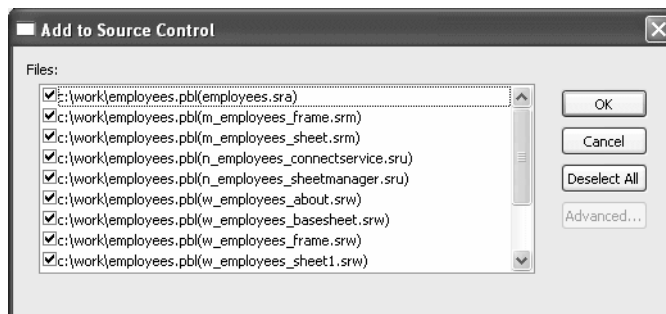 Add to Source Control
Files:
c:\work\employees.pbl(employees.sra)
c:\work\employees.pbl(m_employees_frame.srm)
c:\work\employees.pbl(m_employees_sheet.srm)
c:\work\employees.pbl(n_employees_connectservice.sru)
c:\work\employees.pbl(n_employees_sheetmanager.sru)
c:\work\employees.pbl(w_employees_about.srw)
c:\work\employees.pbl(w_employees_basesheet.srw)
c:\work\employees.pbl(w_employees_frame.srw)
c:\work\employees.pbl(w_employees_sheet1.srw)
OK
Cancel
Deselect All
Advanced...